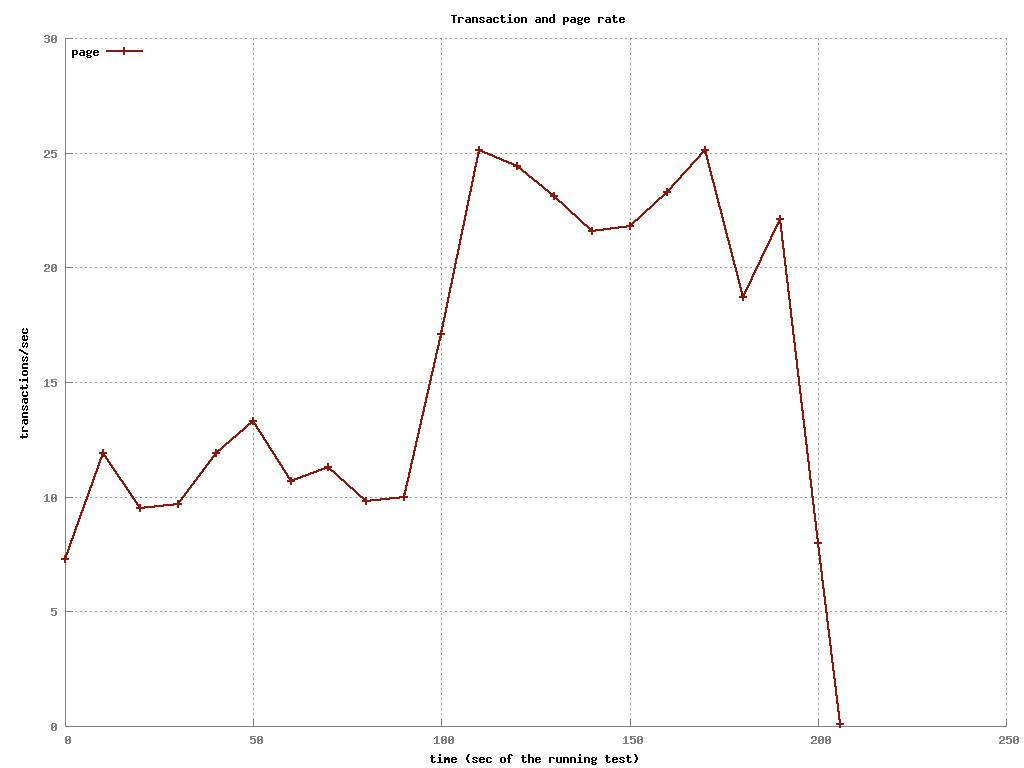 Transaction and page rate
30
page
25
20
15
10
5
0
transactions/sec
0 50 100 150 200 250
time (sec of the running test)